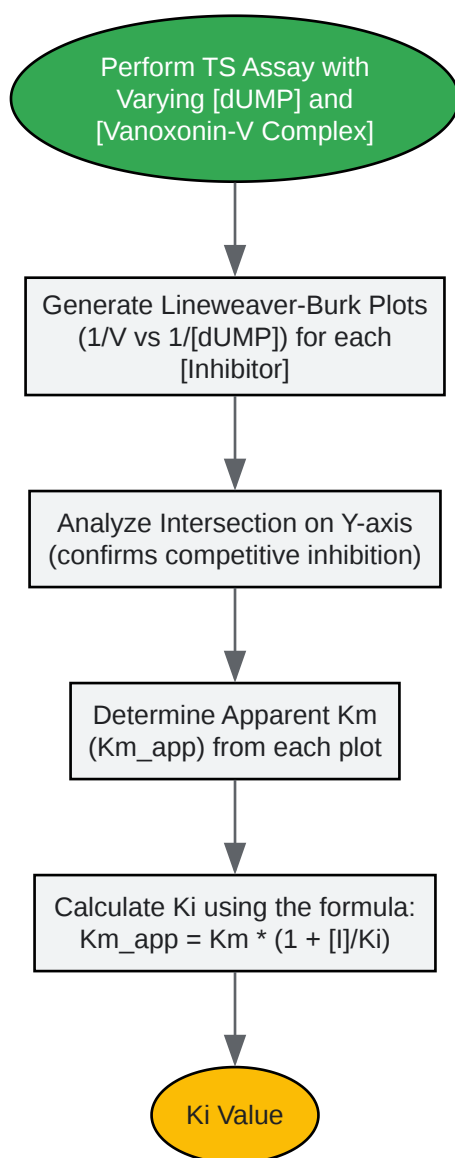 Perform TS Assay with
Varying [dUMP] and
[Vanoxonin-V Complex]
Generate Lineweaver-Burk Plots
(1/V vs 1/[dUMP]) for each
[Inhibitor]
Analyze Intersection on Y-axis
(confirms competitive inhibition)
Determine Apparent Km
(Km_app) from each plot
Calculate Ki using the formula:
Km_app = Km * (1 + [I]/Ki)
Ki Value